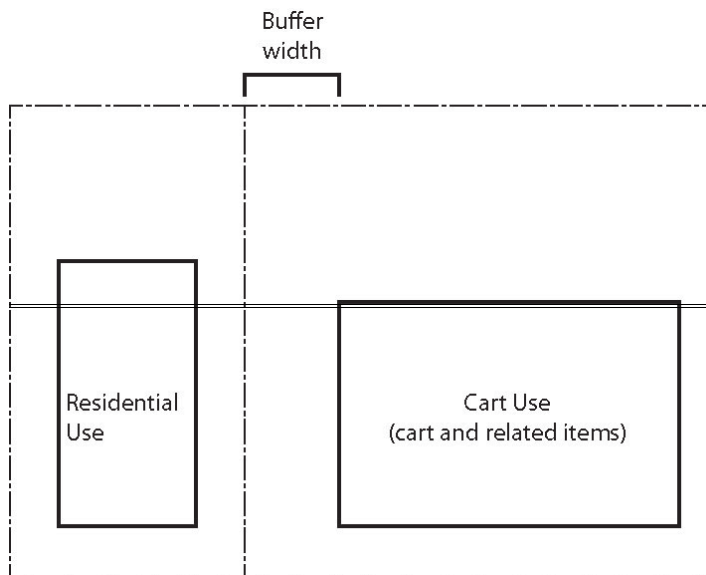 Buffer
width
Residential
Use
Cart Use
(cart and related items)